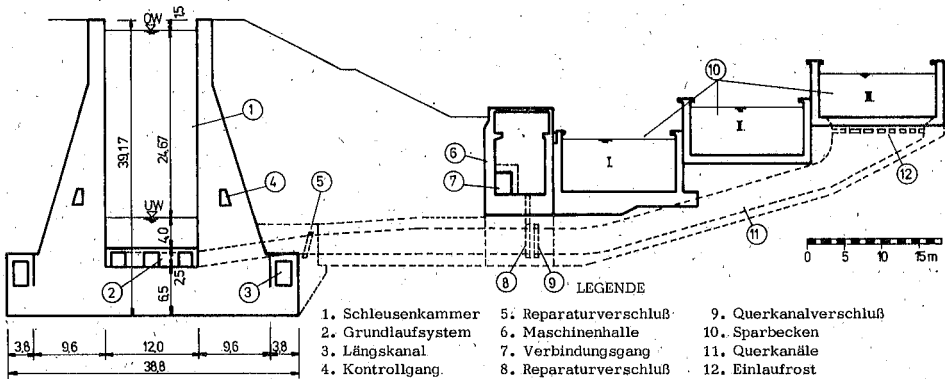 OW
1,5
1
39,17
24,67
4
5
UW
4,0
2
2,5
6,5
3
3,8
9,6
12,0
9,6
3,8
38,8
6
7
I.
II.
III.
10
12
11
8
9
0 5 10 15m
LEGENDE
1. Schleusenkammer
2. Grundlaufsystem
3. Längskanal
4. Kontrollgang
5. Reparaturverschluß
6. Maschinenhalle
7. Verbindungsgang
8. Reparaturverschluß
9. Querkanalverschluß
10. Sparbecken
11. Querkanäle
12. Einlaufrost